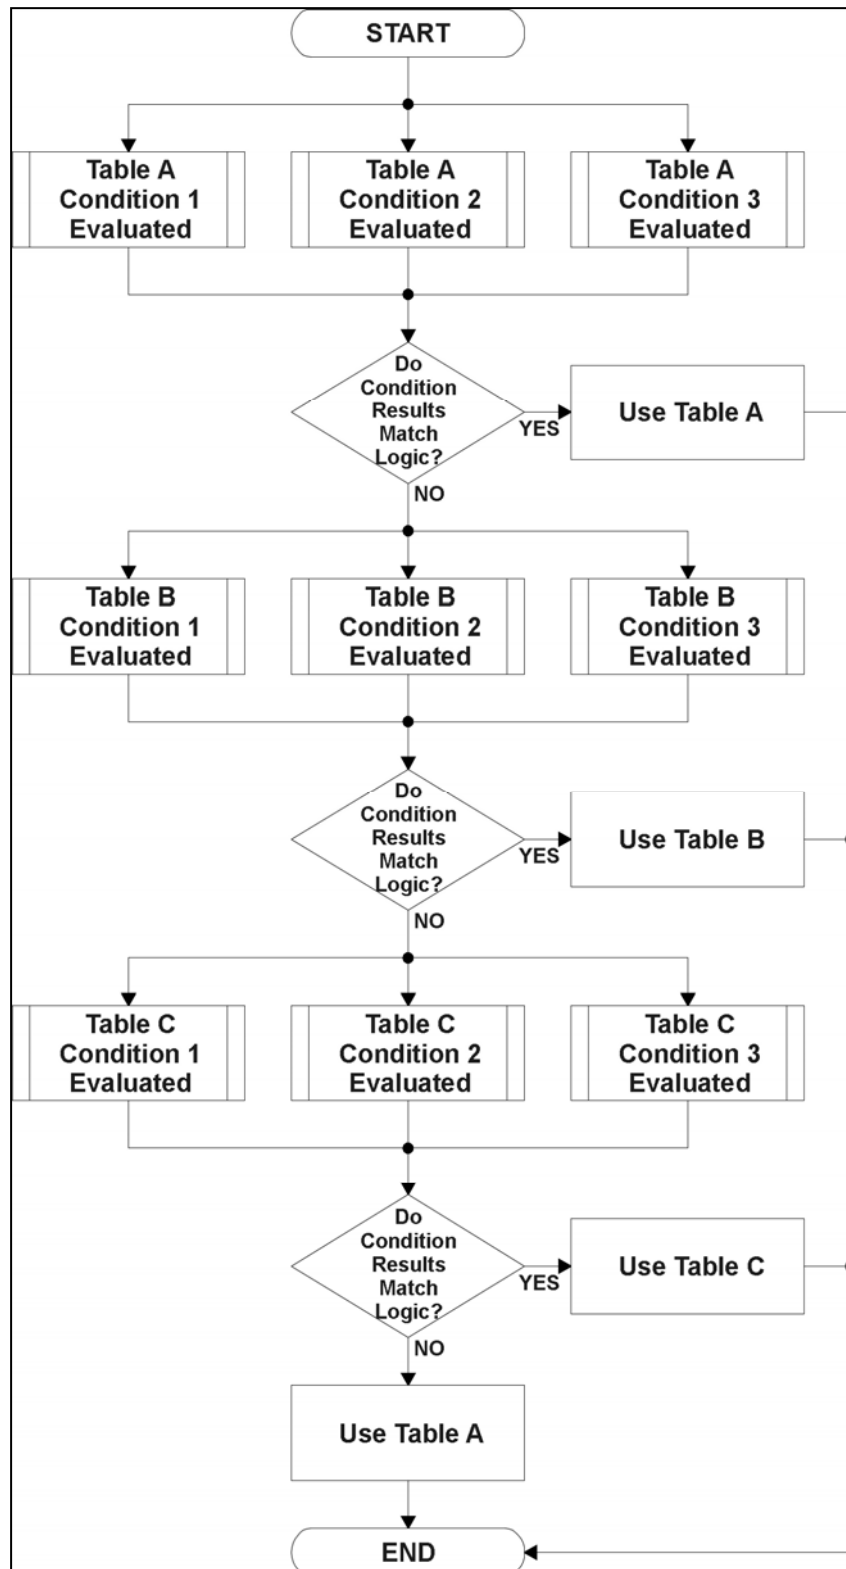 START
Table A
Condition 1
Evaluated
Table A
Condition 2
Evaluated
Table A
Condition 3
Evaluated
Do
Condition
Results
Match
Logic?
YES
Use Table A
NO
Table B
Condition 1
Evaluated
Table B
Condition 2
Evaluated
Table B
Condition 3
Evaluated
Do
Condition
Results
Match
Logic?
YES
Use Table B
NO
Table C
Condition 1
Evaluated
Table C
Condition 2
Evaluated
Table C
Condition 3
Evaluated
Do
Condition
Results
Match
Logic?
YES
Use Table C
NO
Use Table A
END